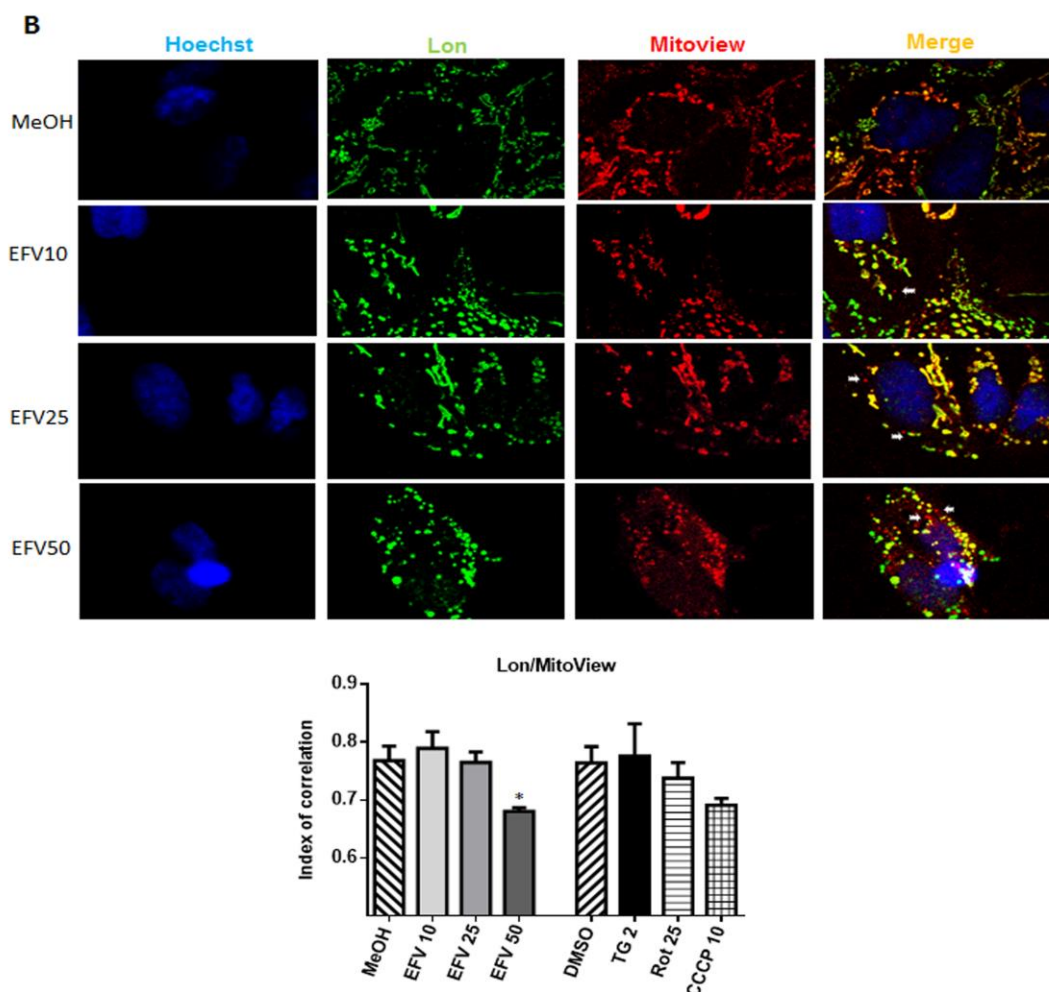 B
Hoechst Lon Mitoview Merge
MeOH
EFV10
EFV25
EFV50
Lon/MitoView
Index of correlation
0.9
0.8
0.7
0.6
*
MeOH EFV 10 EFV 25 EFV 50 DMSO TG 2 Rot 25 CCCP 10